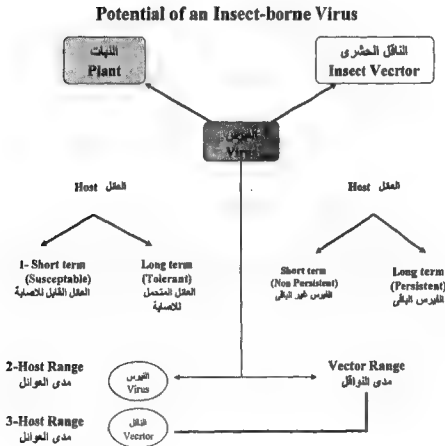 Potential of an Insect-borne Virus
النبات
Plant
الناقل الحشرى
Insect Vecrtor
الفيرس
Virus
Host العائل
Host العائل
1- Short term
(Susceptable)
العائل القابل للاصابة
Long term
(Tolerant)
العائل المتحمل
للاصابة
Short term
(Non Persistent)
الفيرس غير الباقى
Long term
(Persistent)
الفيرس الباقى
2-Host Range
مدى العوائل
الفيرس
Virus
Vector Range
مدى النواقل
3-Host Range
مدى العوائل
الناقل
Vecrtor